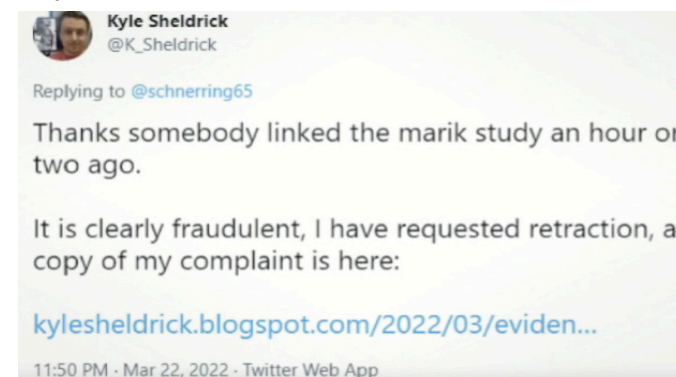 Kyle Sheldrick
@K_Sheldrick
Replying to @schnerring65
Thanks somebody linked the marik study an hour or
two ago.
It is clearly fraudulent, I have requested retraction, a
copy of my complaint is here:
kylesheldrick.blogspot.com/2022/03/eviden...
11:50 PM · Mar 22, 2022 · Twitter Web App